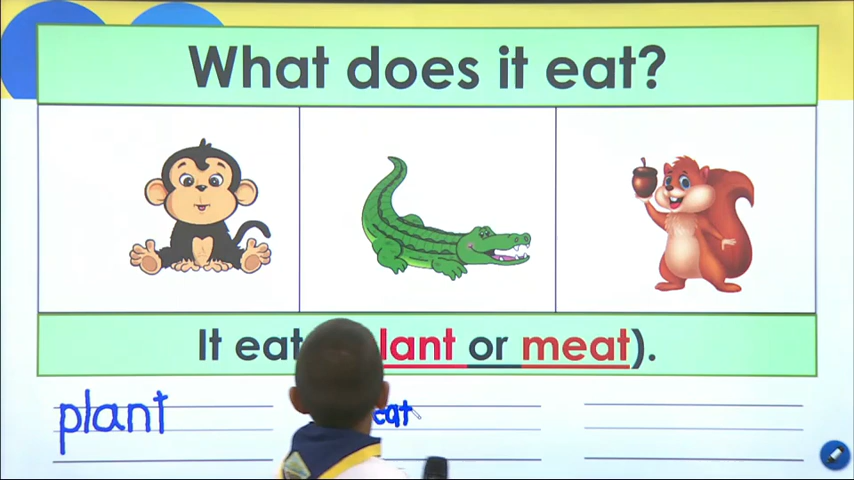 What does it eat?
It eat lant or meat).
plant eat